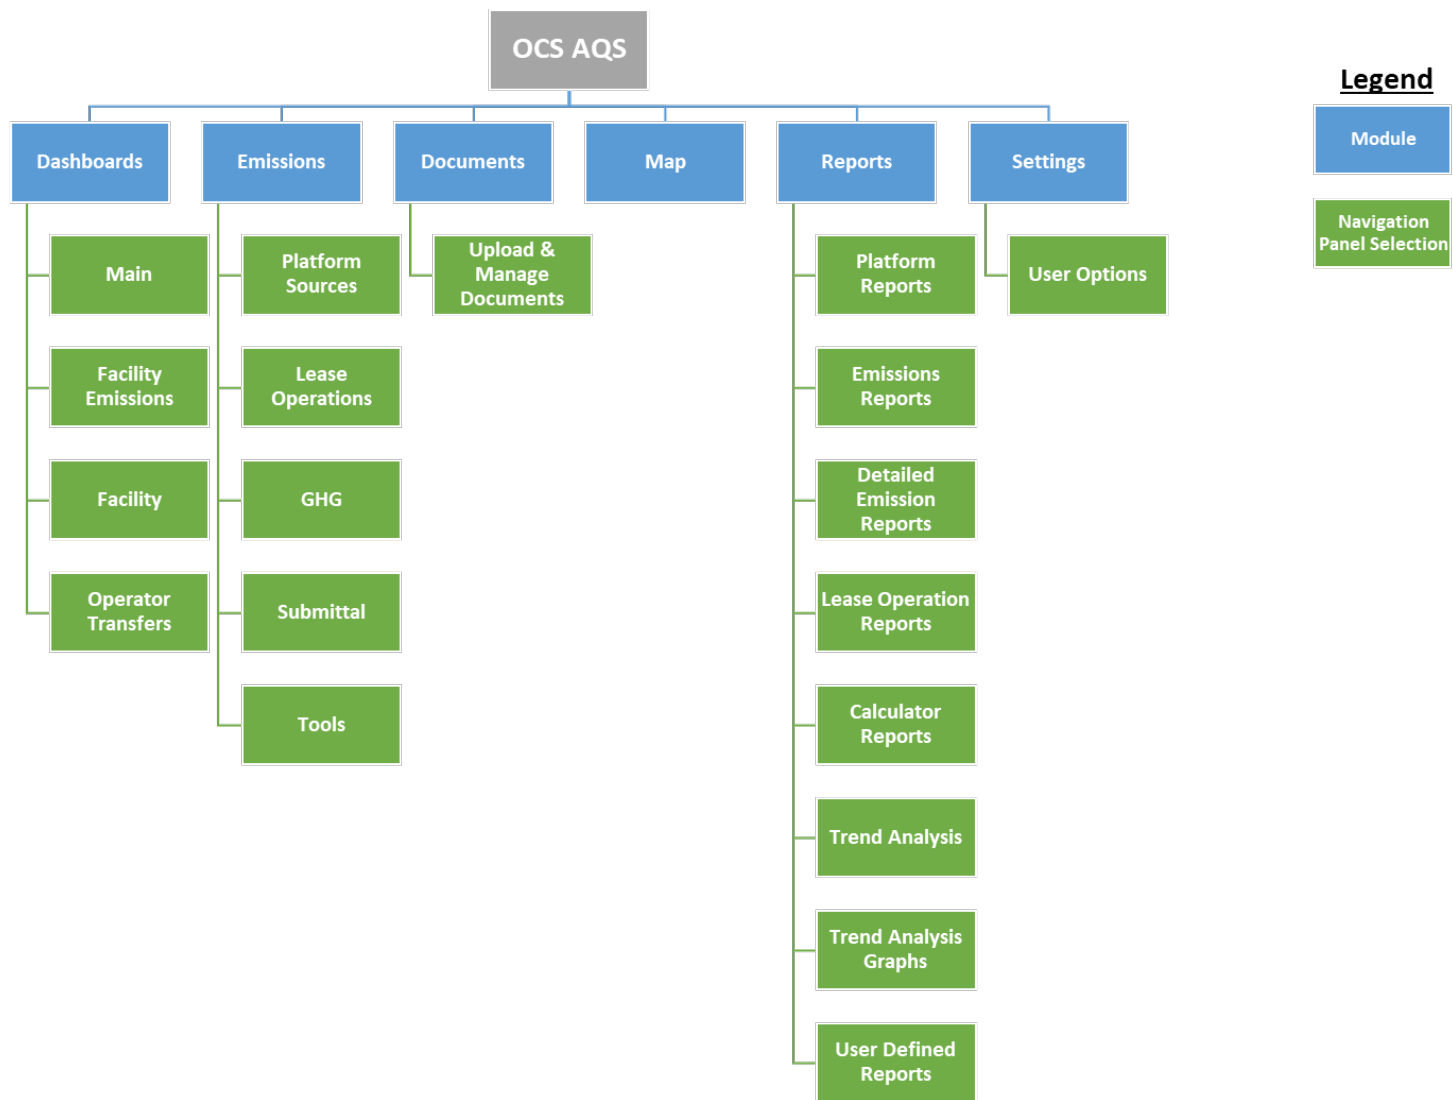 OCS AQS
Legend
Module
Navigation
Panel Selection
Dashboards
Emissions
Documents
Map
Reports
Settings
Main
Facility
Emissions
Facility
Operator
Transfers
Platform
Sources
Lease
Operations
GHG
Submittal
Tools
Upload &
Manage
Documents
Platform
Reports
Emissions
Reports
Detailed
Emission
Reports
Lease Operation
Reports
Calculator
Reports
Trend Analysis
Trend Analysis
Graphs
User Defined
Reports
User Options